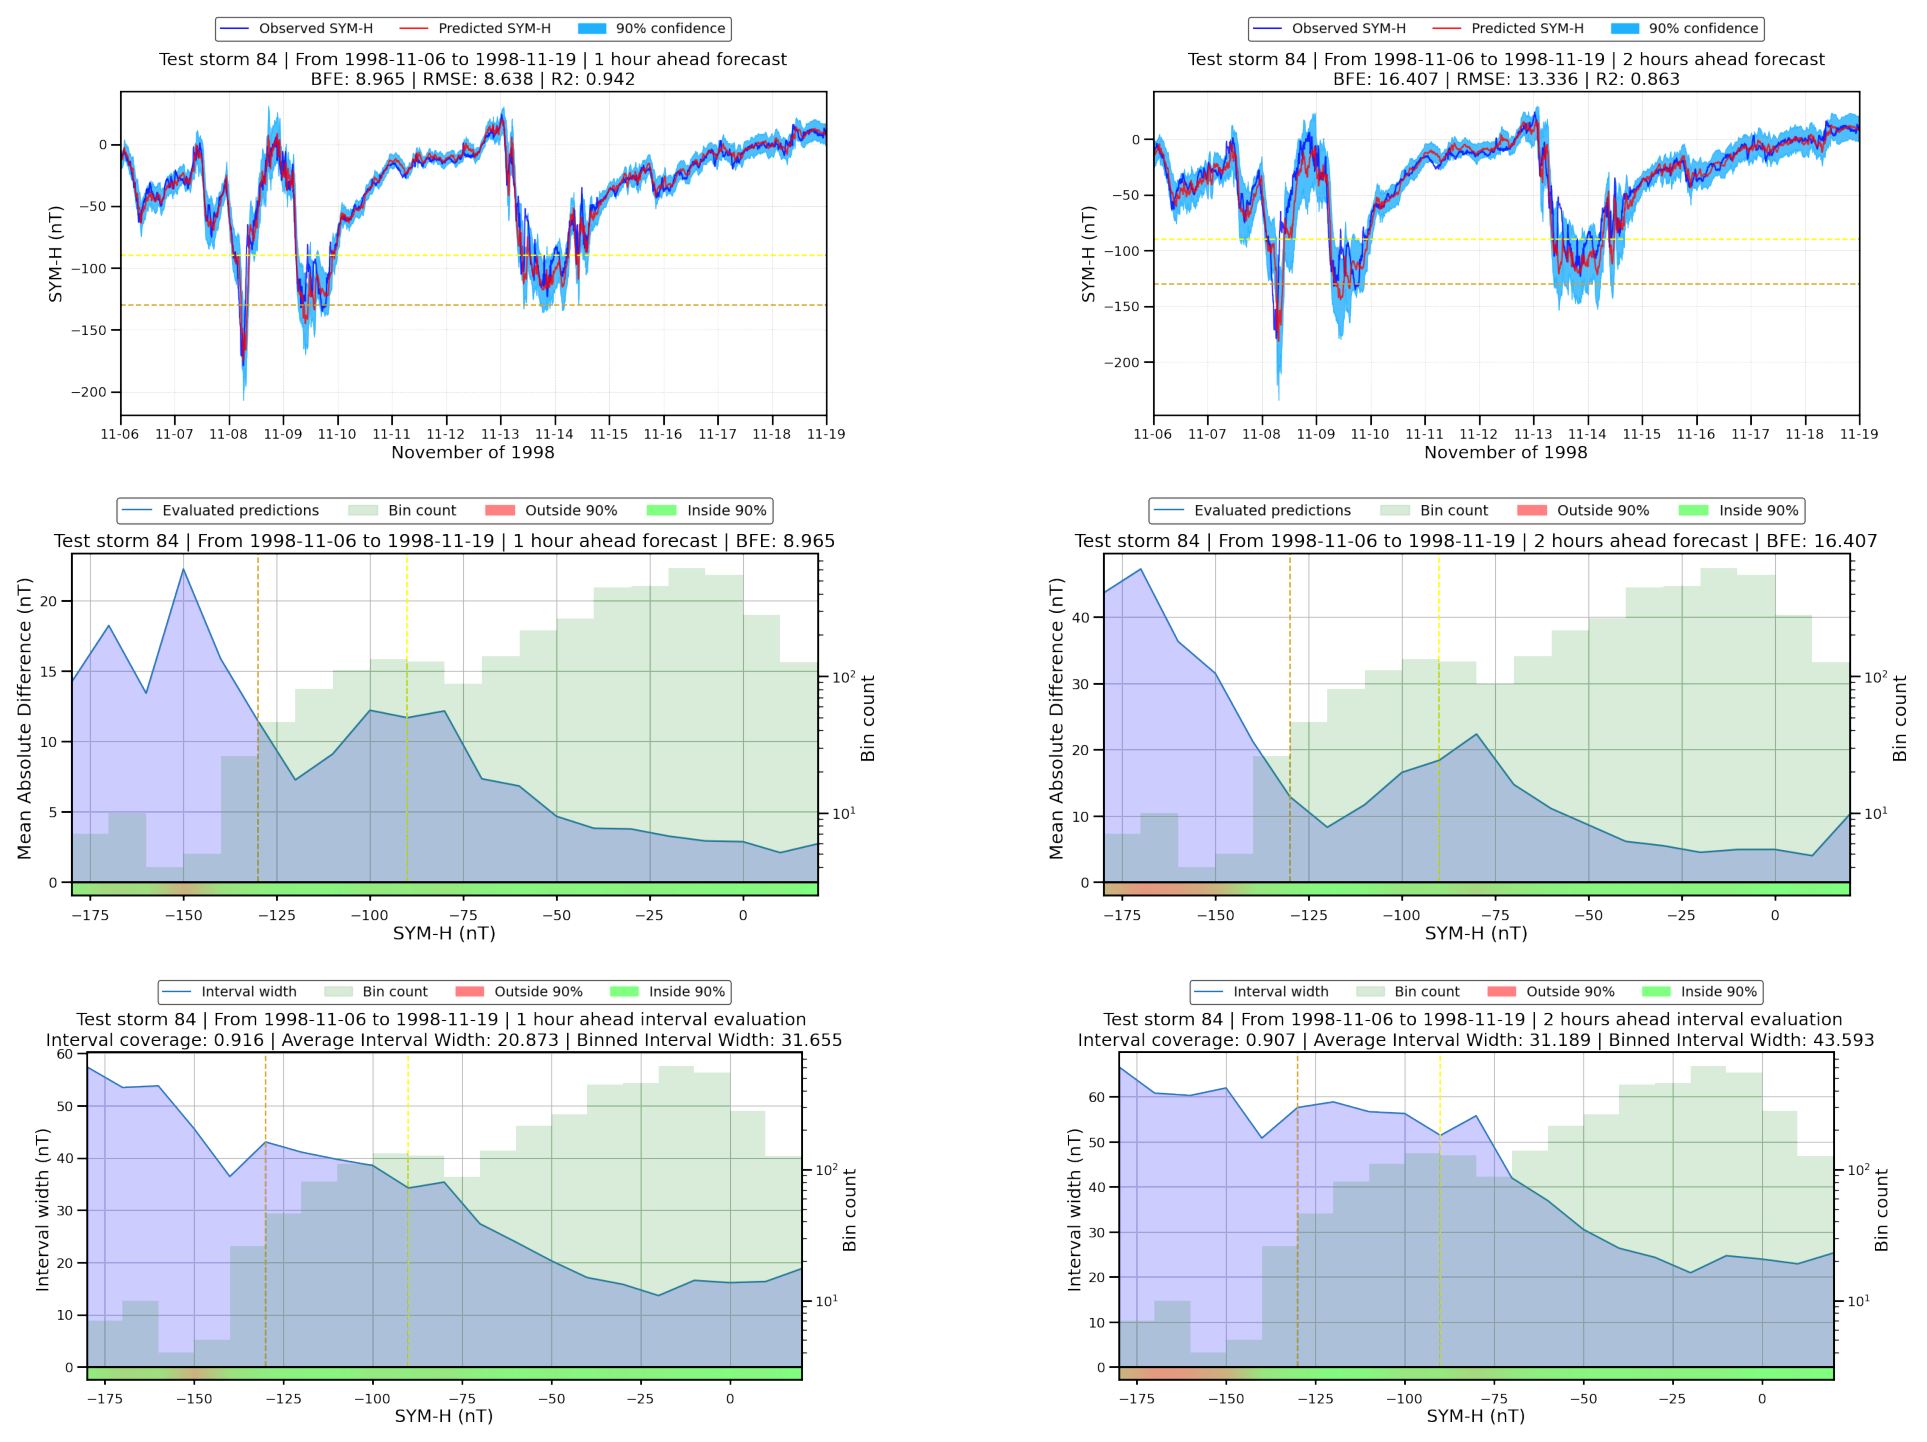 Observed SYM-H Predicted SYM-H 90% confidence
Test storm 84 | From 1998-11-06 to 1998-11-19 | 1 hour ahead forecast
BFE: 8.965 | RMSE: 8.638 | R2: 0.942
SYM-H (nT)
0
−50
−100
−150
−200
11-06 11-07 11-08 11-09 11-10 11-11 11-12 11-13 11-14 11-15 11-16 11-17 11-18 11-19
November of 1998
Observed SYM-H Predicted SYM-H 90% confidence
Test storm 84 | From 1998-11-06 to 1998-11-19 | 2 hours ahead forecast
BFE: 16.407 | RMSE: 13.336 | R2: 0.863
SYM-H (nT)
0
−50
−100
−150
−200
11-06 11-07 11-08 11-09 11-10 11-11 11-12 11-13 11-14 11-15 11-16 11-17 11-18 11-19
November of 1998
Evaluated predictions Bin count Outside 90% Inside 90%
Test storm 84 | From 1998-11-06 to 1998-11-19 | 1 hour ahead forecast | BFE: 8.965
Mean Absolute Difference (nT)
20
15
10
5
0
10²
10¹
Bin count
−175 −150 −125 −100 −75 −50 −25 0
SYM-H (nT)
Evaluated predictions Bin count Outside 90% Inside 90%
Test storm 84 | From 1998-11-06 to 1998-11-19 | 2 hours ahead forecast | BFE: 16.407
Mean Absolute Difference (nT)
40
30
20
10
0
10²
10¹
Bin count
−175 −150 −125 −100 −75 −50 −25 0
SYM-H (nT)
Interval width Bin count Outside 90% Inside 90%
Test storm 84 | From 1998-11-06 to 1998-11-19 | 1 hour ahead interval evaluation
Interval coverage: 0.916 | Average Interval Width: 20.873 | Binned Interval Width: 31.655
Interval width (nT)
60
50
40
30
20
10
0
10²
10¹
Bin count
−175 −150 −125 −100 −75 −50 −25 0
SYM-H (nT)
Interval width Bin count Outside 90% Inside 90%
Test storm 84 | From 1998-11-06 to 1998-11-19 | 2 hours ahead interval evaluation
Interval coverage: 0.907 | Average Interval Width: 31.189 | Binned Interval Width: 43.593
Interval width (nT)
60
50
40
30
20
10
0
10²
10¹
Bin count
−175 −150 −125 −100 −75 −50 −25 0
SYM-H (nT)